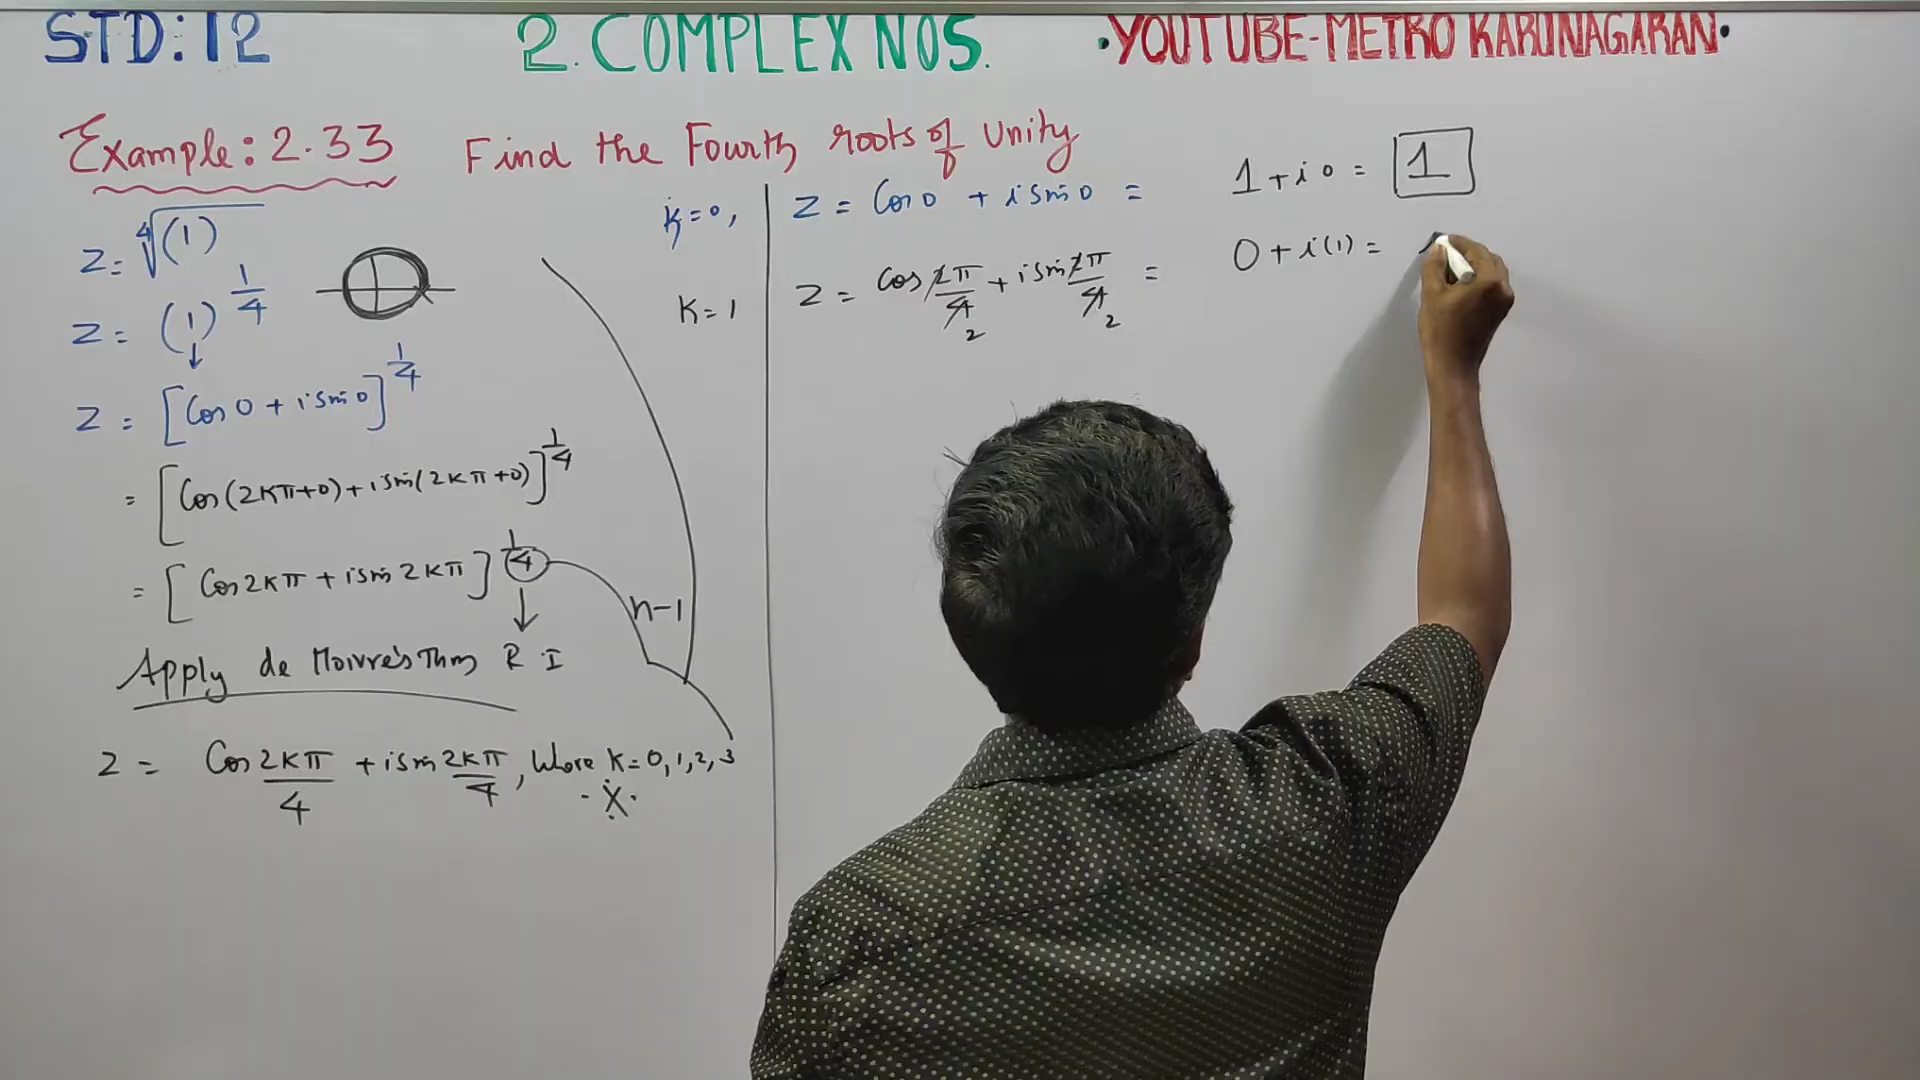 STD: 12 2. COMPLEX NOS. • YOUTUBE-METRO KARUNAGARAN •
Example: 2.33 Find the Fourth roots of Unity
Z = ∜(1)
Z = (1)^1/4
Z = [Cos 0 + i sin 0]^1/4
= [Cos(2Kπ+0) + i sin(2Kπ+0)]^1/4
= [Cos 2Kπ + i sin 2Kπ]^1/4
n-1
Apply de Moivre's Thm R I
Z = Cos 2Kπ/4 + i sin 2Kπ/4, Where K = 0, 1, 2, 3
· X ·
K = 0, Z = Cos 0 + i sin 0 = 1 + i 0 = 1
K = 1 Z = Cos 2π/4 2 + i sin 2π/4 2 = 0 + i(1) =